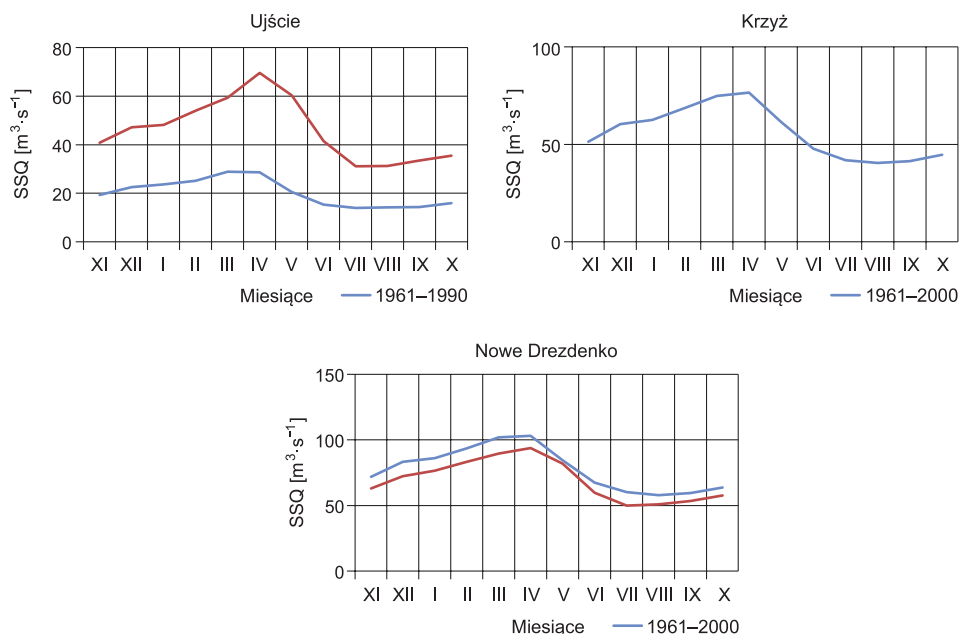 Ujście
SSQ [m³·s⁻¹]
80
60
40
20
0
XI XII I II III IV V VI VII VIII IX X
Miesiące 1961–1990
Krzyż
SSQ [m³·s⁻¹]
100
50
0
XI XII I II III IV V VI VII VIII IX X
Miesiące 1961–2000
Nowe Drezdenko
SSQ [m³·s⁻¹]
150
100
50
0
XI XII I II III IV V VI VII VIII IX X
Miesiące 1961–2000